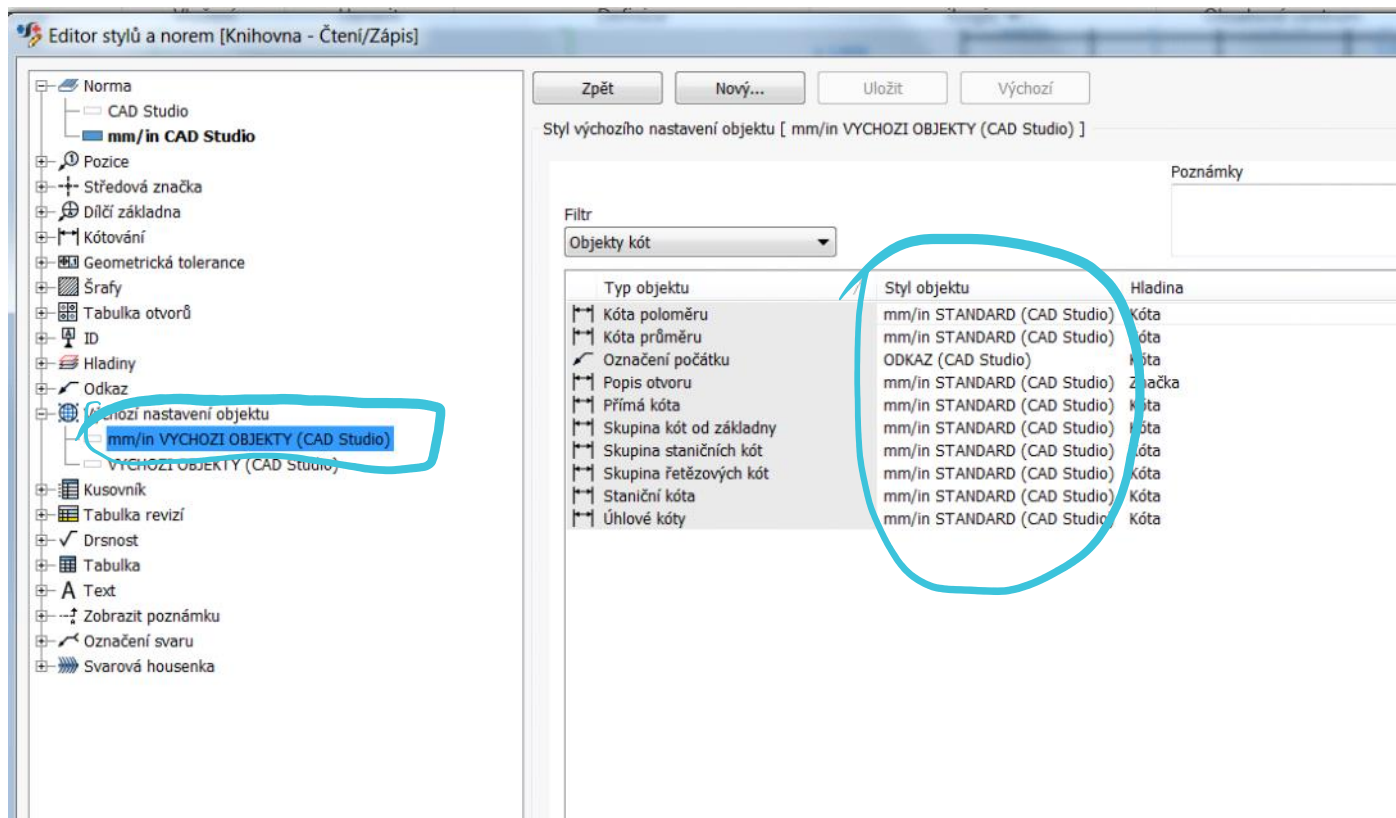 Editor stylů a norem [Knihovna - Čtení/Zápis]
Norma
CAD Studio
mm/in CAD Studio
Pozice
Středová značka
Dílčí základna
Kótování
Geometrická tolerance
Šrafy
Tabulka otvorů
ID
Hladiny
Odkaz
Výchozí nastavení objektu
mm/in VYCHOZI OBJEKTY (CAD Studio)
VYCHOZI OBJEKTY (CAD Studio)
Kusovník
Tabulka revizí
Drsnost
Tabulka
Text
Zobrazit poznámku
Označení svaru
Svarová housenka
Zpět Nový... Uložit Výchozí
Styl výchozího nastavení objektu [ mm/in VYCHOZI OBJEKTY (CAD Studio) ]
Poznámky
Filtr
Objekty kót
Typ objektu Styl objektu Hladina
Kóta poloměru mm/in STANDARD (CAD Studio) Kóta
Kóta průměru mm/in STANDARD (CAD Studio) Kóta
Označení počátku ODKAZ (CAD Studio) Kóta
Popis otvoru mm/in STANDARD (CAD Studio) Značka
Přímá kóta mm/in STANDARD (CAD Studio) Kóta
Skupina kót od základny mm/in STANDARD (CAD Studio) Kóta
Skupina staničních kót mm/in STANDARD (CAD Studio) Kóta
Skupina řetězových kót mm/in STANDARD (CAD Studio) Kóta
Staniční kóta mm/in STANDARD (CAD Studio) Kóta
Úhlové kóty mm/in STANDARD (CAD Studio) Kóta